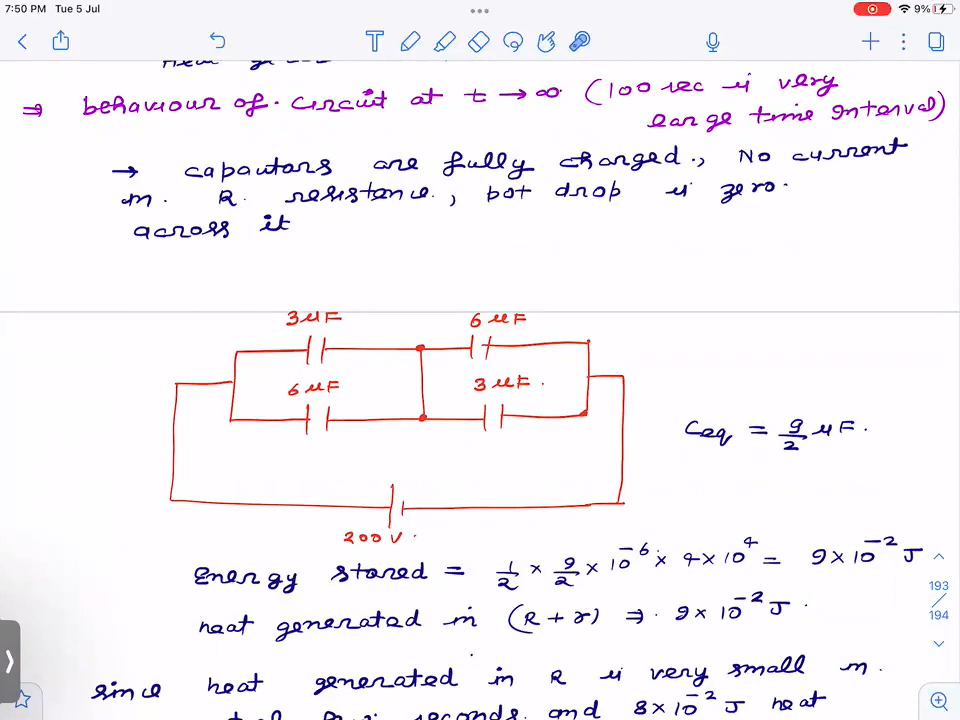 7:50 PM Tue 5 Jul
9%
T
⇒ behaviour of circuit at t → ∞ (100 sec is very
large time interval)
→ capacitors are fully charged, No current
in R resistance, pot drop is zero
across it
3 μF
6 μF
6 μF
3 μF
Ceq = 9/2 μF.
200 V
Energy stored = 1/2 × 9/2 × 10^-6 × 4 × 10^4 = 9 × 10^-2 J
heat generated in (R + r) ⇒ 9 × 10^-2 J
193
/
194
since heat generated in R is very small in
seconds and 8 × 10^-2 J heat